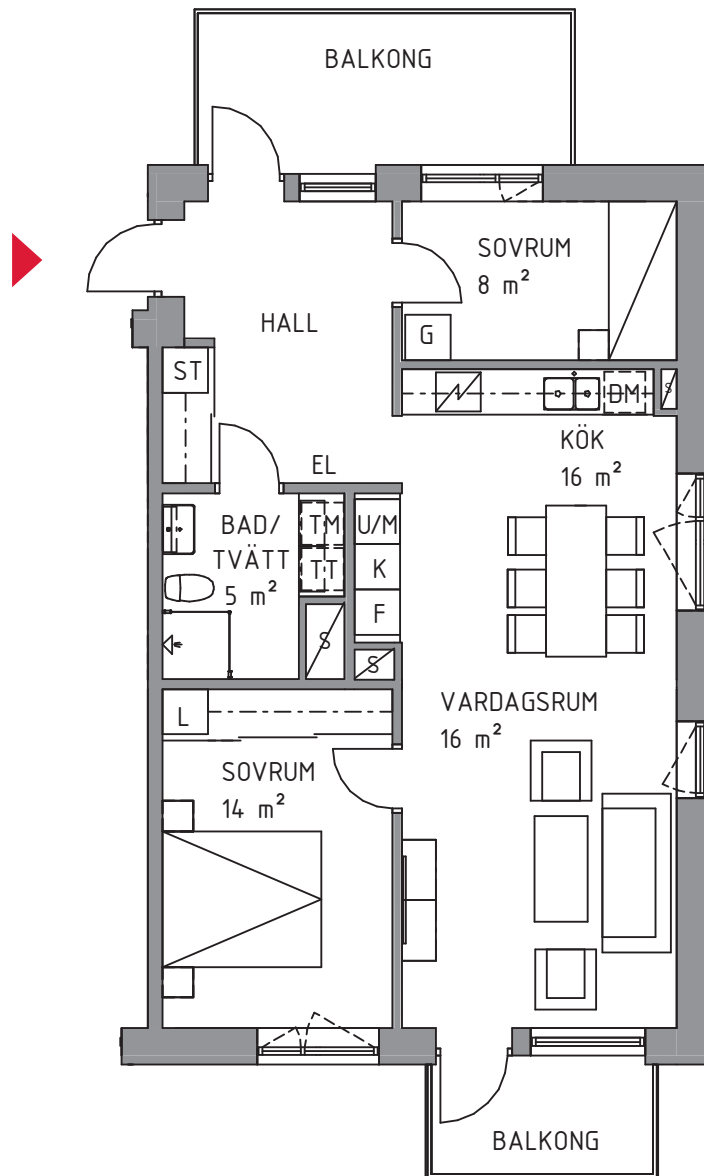 BALKONG
SOVRUM
8 m²
HALL
G
ST
DM
S
KÖK
16 m²
EL
BAD/
TVÄTT
5 m²
TM
TT
U/M
K
F
S
S
L
SOVRUM
14 m²
VARDAGSRUM
16 m²
BALKONG